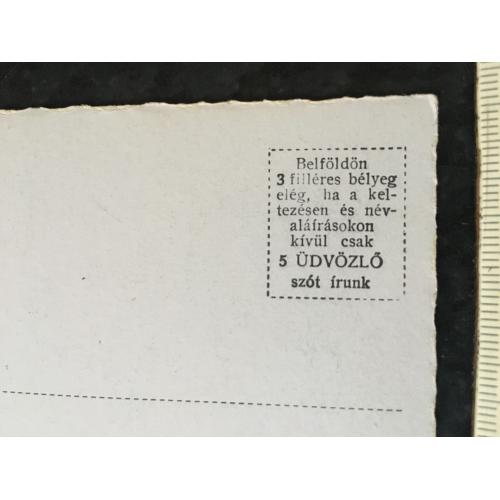 Belföldön
3 filléres bélyeg
elég, ha a kel-
tezésen és név-
aláírásokon
kívül csak
5 ÜDVÖZLŐ
szót írunk